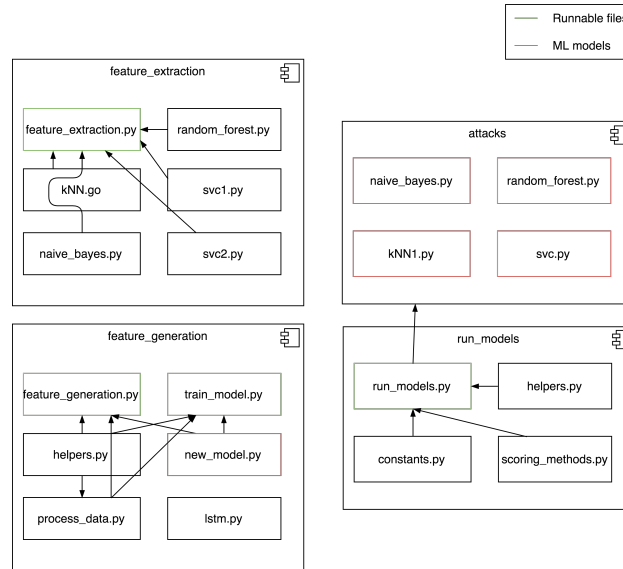 Runnable files
ML models
feature_extraction
feature_extraction.py
random_forest.py
kNN.go
svc1.py
naive_bayes.py
svc2.py
attacks
naive_bayes.py
random_forest.py
kNN1.py
svc.py
feature_generation
feature_generation.py
train_model.py
helpers.py
new_model.py
process_data.py
lstm.py
run_models
run_models.py
helpers.py
constants.py
scoring_methods.py